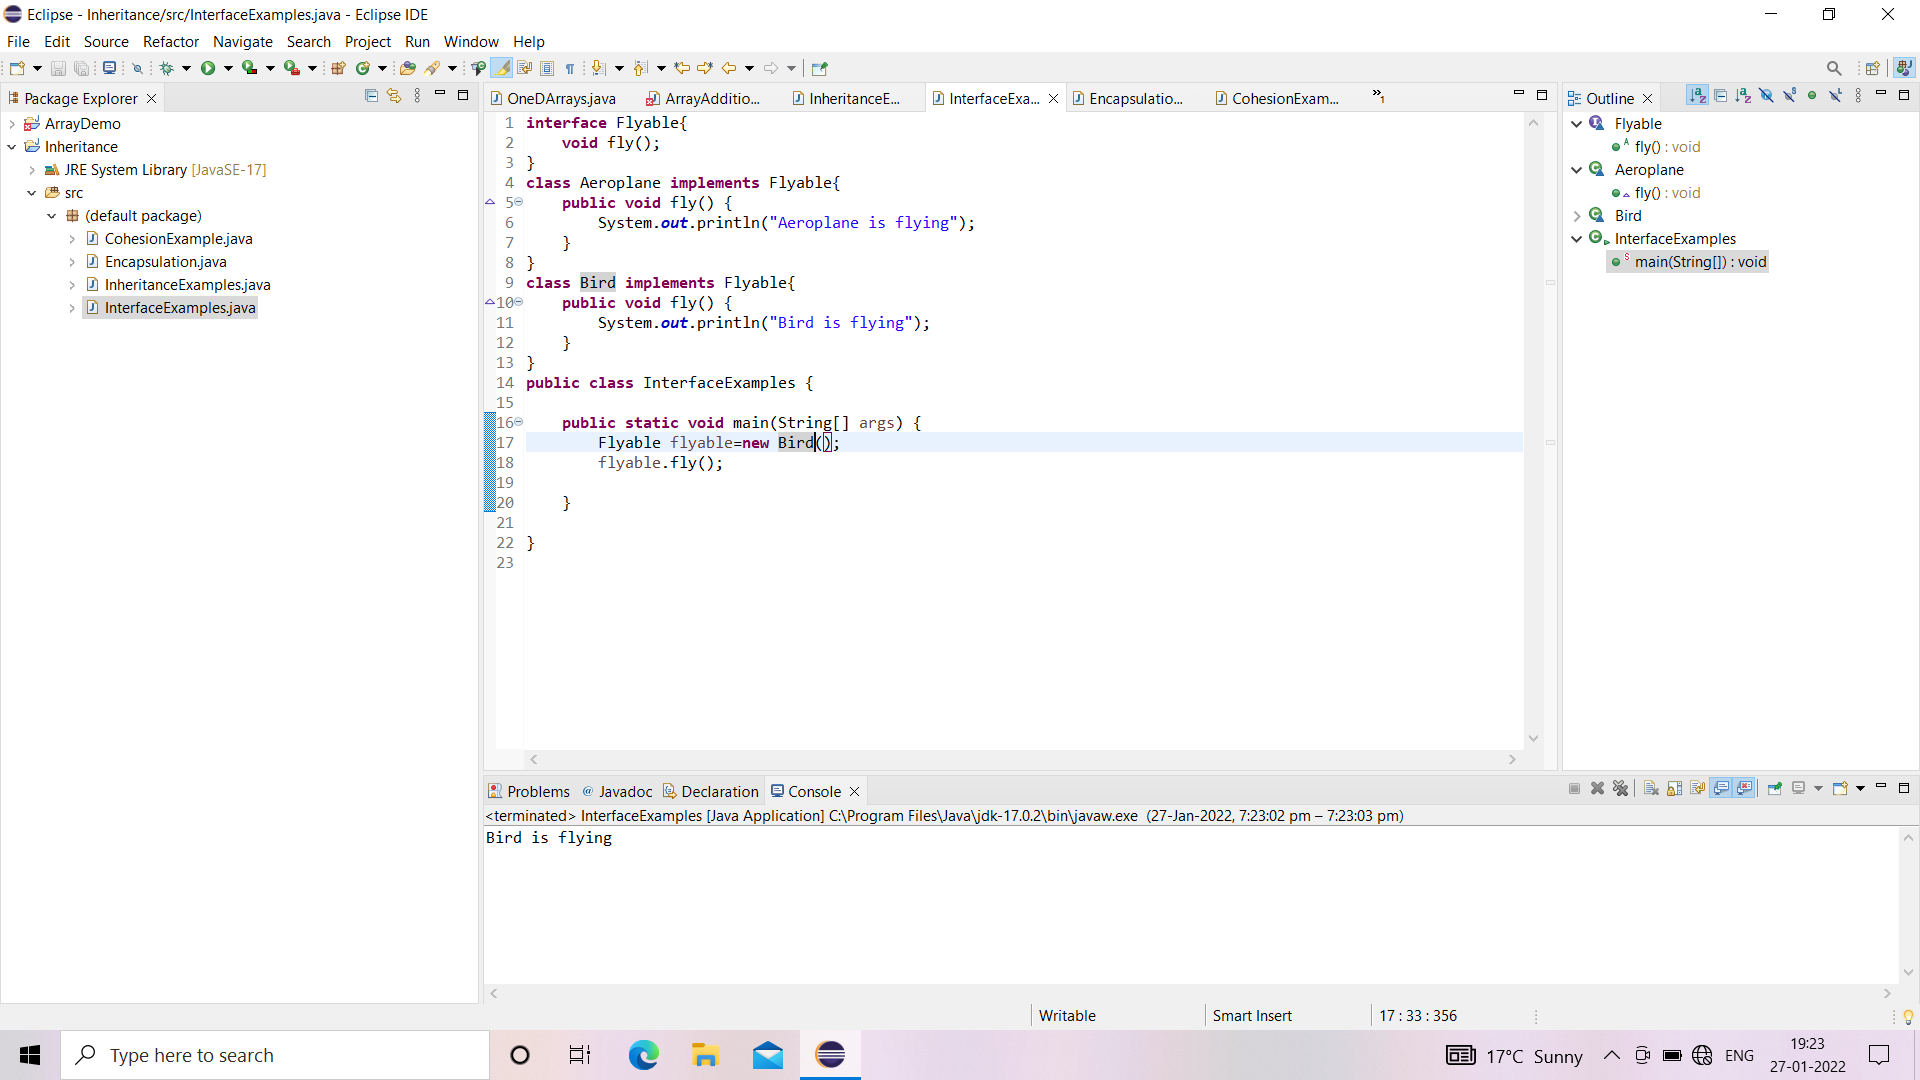 Eclipse - Inheritance/src/InterfaceExamples.java - Eclipse IDE
File Edit Source Refactor Navigate Search Project Run Window Help
Package Explorer
ArrayDemo
Inheritance
JRE System Library [JavaSE-17]
src
(default package)
CohesionExample.java
Encapsulation.java
InheritanceExamples.java
InterfaceExamples.java
OneDArrays.java ArrayAdditio... InheritanceE... InterfaceExa... Encapsulatio... CohesionExam... »1
1 interface Flyable{
2 void fly();
3 }
4 class Aeroplane implements Flyable{
5 public void fly() {
6 System.out.println("Aeroplane is flying");
7 }
8 }
9 class Bird implements Flyable{
10 public void fly() {
11 System.out.println("Bird is flying");
12 }
13 }
14 public class InterfaceExamples {
15
16 public static void main(String[] args) {
17 Flyable flyable=new Bird();
18 flyable.fly();
19
20 }
21
22 }
23
Outline
Flyable
fly() : void
Aeroplane
fly() : void
Bird
InterfaceExamples
main(String[]) : void
Problems @ Javadoc Declaration Console
<terminated> InterfaceExamples [Java Application] C:\Program Files\Java\jdk-17.0.2\bin\javaw.exe (27-Jan-2022, 7:23:02 pm – 7:23:03 pm)
Bird is flying
Writable Smart Insert 17 : 33 : 356
Type here to search
17°C Sunny
ENG
19:23
27-01-2022